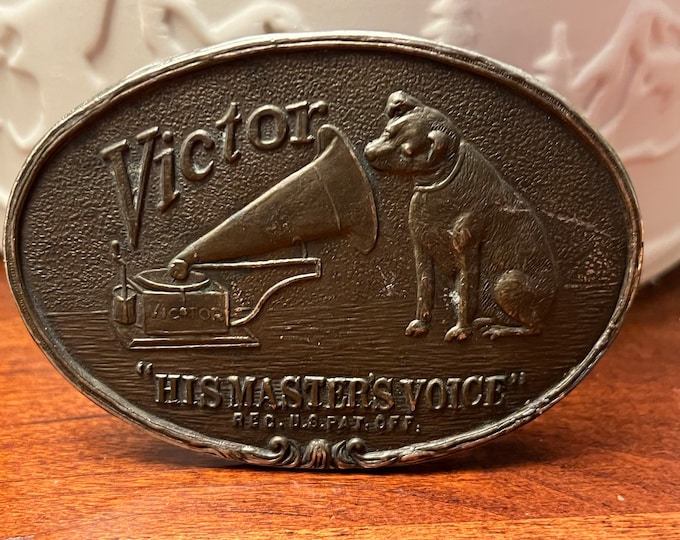 Victor
VICTOR
"HIS MASTER'S VOICE"
REG. U.S. PAT. OFF.